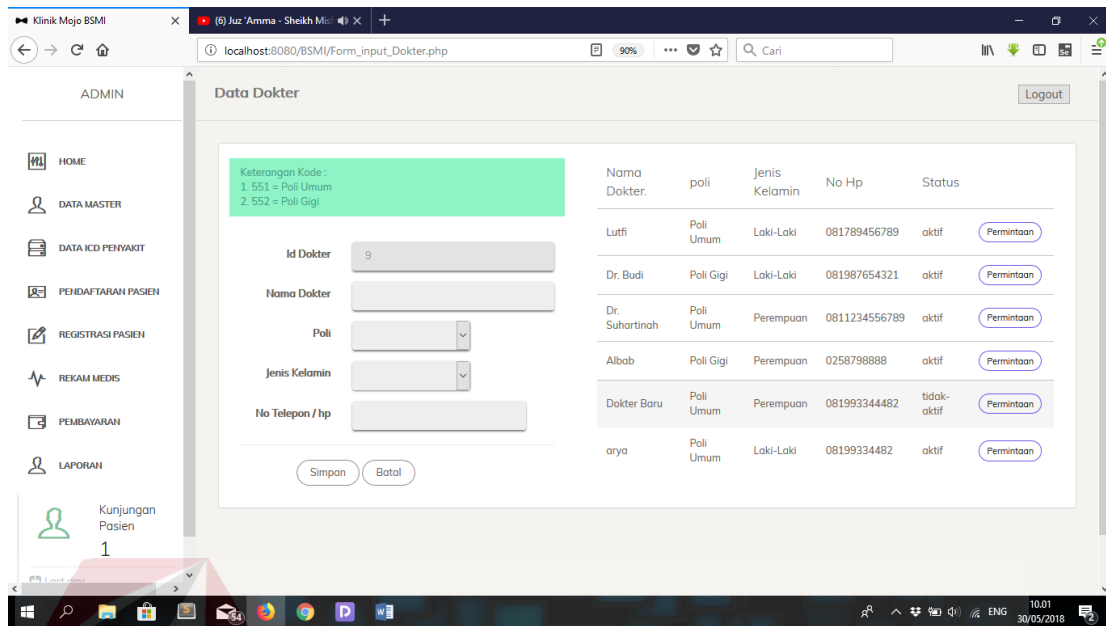 Klinik Mojo BSMI
(6) Juz 'Amma - Sheikh Mis
localhost:8080/BSMI/Form_input_Dokter.php
90%
Cari
ADMIN
Data Dokter
Logout
HOME
DATA MASTER
DATA ICD PENYAKIT
PENDAFTARAN PASIEN
REGISTRASI PASIEN
REKAM MEDIS
PEMBAYARAN
LAPORAN
Kunjungan
Pasien
1
Last day
Keterangan Kode :
1. 551 = Poli Umum
2. 552 = Poli Gigi
Id Dokter 9
Nama Dokter
Poli
Jenis Kelamin
No Telepon / hp
Simpan Batal
Nama Dokter. poli Jenis Kelamin No Hp Status
Lutfi Poli Umum Laki-Laki 081789456789 aktif Permintaan
Dr. Budi Poli Gigi Laki-Laki 081987654321 aktif Permintaan
Dr. Suhartinah Poli Umum Perempuan 0811234556789 aktif Permintaan
Albab Poli Gigi Perempuan 0258798888 aktif Permintaan
Dokter Baru Poli Umum Perempuan 081993344482 tidak-aktif Permintaan
arya Poli Umum Laki-Laki 08199334482 aktif Permintaan
54
ENG
10.01
30/05/2018
2